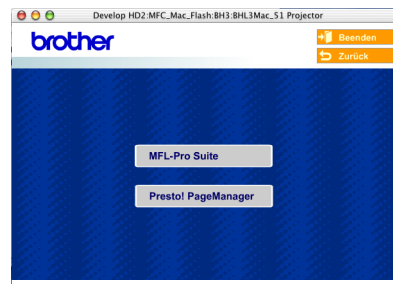 Develop HD2:MFC_Mac_Flash:BH3:BHL3Mac_51 Projector
brother
Beenden
Zurück
MFL-Pro Suite
Presto! PageManager